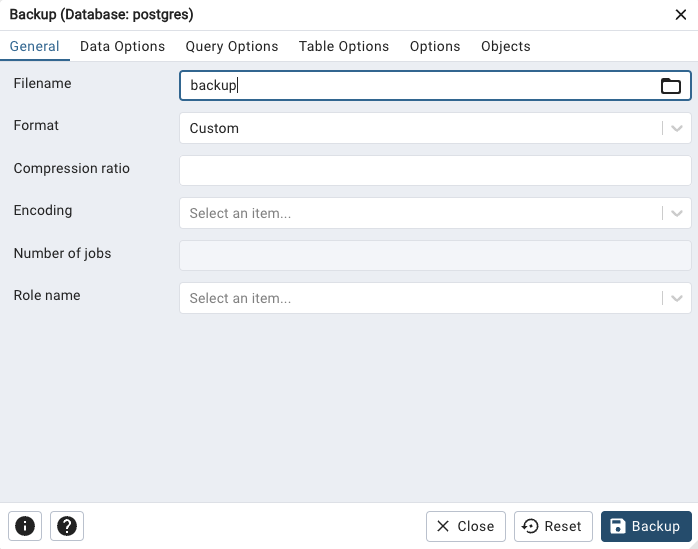 Backup (Database: postgres)
General Data Options Query Options Table Options Options Objects
Filename backup
Format Custom
Compression ratio
Encoding Select an item...
Number of jobs
Role name Select an item...
Close Reset Backup